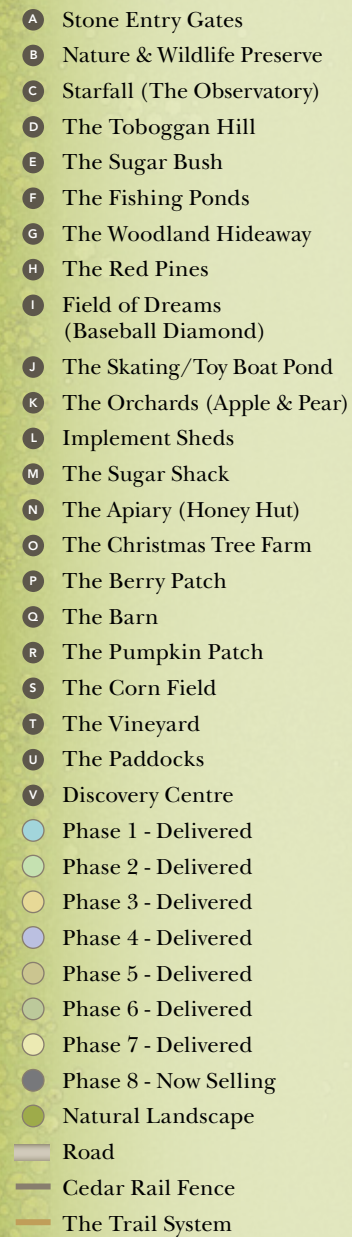 A Stone Entry Gates
B Nature & Wildlife Preserve
C Starfall (The Observatory)
D The Toboggan Hill
E The Sugar Bush
F The Fishing Ponds
G The Woodland Hideaway
H The Red Pines
I Field of Dreams
(Baseball Diamond)
J The Skating/Toy Boat Pond
K The Orchards (Apple & Pear)
L Implement Sheds
M The Sugar Shack
N The Apiary (Honey Hut)
O The Christmas Tree Farm
P The Berry Patch
Q The Barn
R The Pumpkin Patch
S The Corn Field
T The Vineyard
U The Paddocks
V Discovery Centre
Phase 1 - Delivered
Phase 2 - Delivered
Phase 3 - Delivered
Phase 4 - Delivered
Phase 5 - Delivered
Phase 6 - Delivered
Phase 7 - Delivered
Phase 8 - Now Selling
Natural Landscape
Road
Cedar Rail Fence
The Trail System